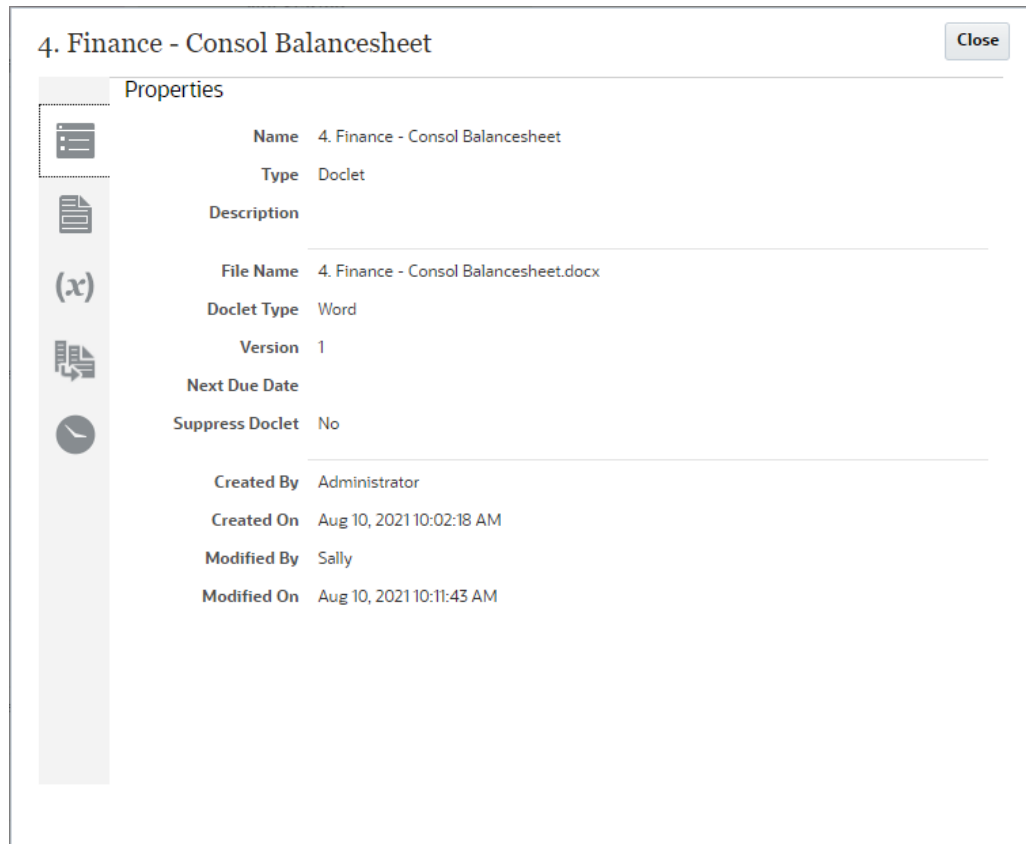 4. Finance - Consol Balancesheet
Close
Properties
Name 4. Finance - Consol Balancesheet
Type Doclet
Description
File Name 4. Finance - Consol Balancesheet.docx
Doclet Type Word
(x)
Version 1
Next Due Date
Suppress Doclet No
Created By Administrator
Created On Aug 10, 2021 10:02:18 AM
Modified By Sally
Modified On Aug 10, 2021 10:11:43 AM